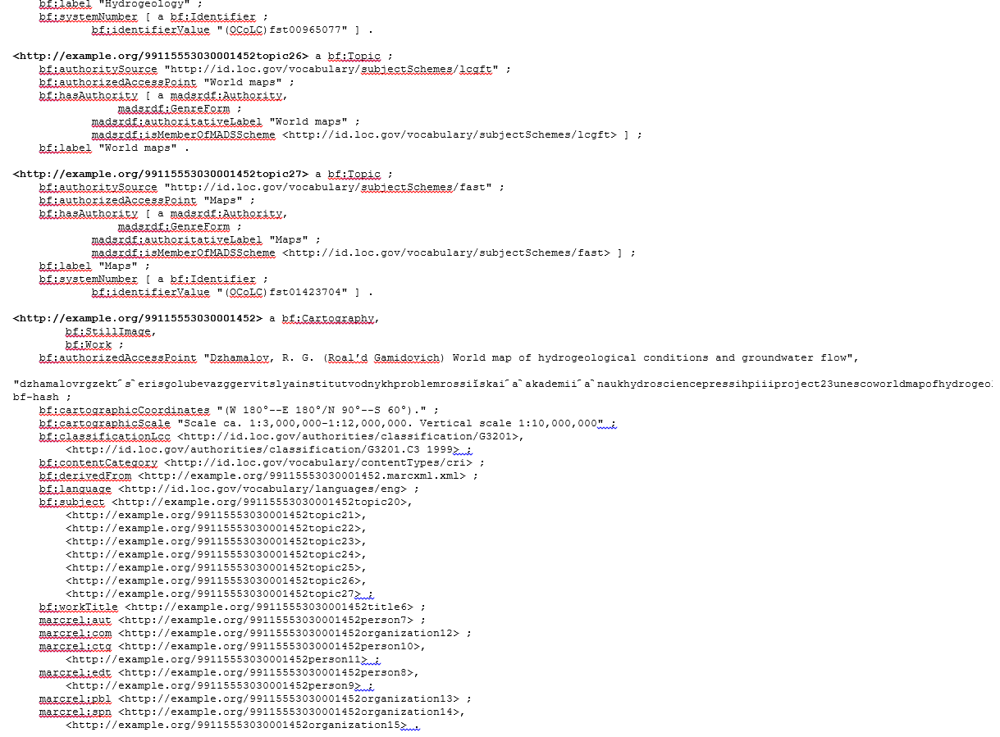 bf:label "Hydrogeology" ;
bf:systemNumber [ a bf:Identifier ;
bf:identifierValue "(OCoLC)fst00965077" ] .
<http://example.org/99115553030001452topic26> a bf:Topic ;
bf:authoritySource "http://id.loc.gov/vocabulary/subjectSchemes/lcgft" ;
bf:authorizedAccessPoint "World maps" ;
bf:hasAuthority [ a madsrdf:Authority,
madsrdf:GenreForm ;
madsrdf:authoritativeLabel "World maps" ;
madsrdf:isMemberOfMADSScheme <http://id.loc.gov/vocabulary/subjectSchemes/lcgft> ] ;
bf:label "World maps" .
<http://example.org/99115553030001452topic27> a bf:Topic ;
bf:authoritySource "http://id.loc.gov/vocabulary/subjectSchemes/fast" ;
bf:authorizedAccessPoint "Maps" ;
bf:hasAuthority [ a madsrdf:Authority,
madsrdf:GenreForm ;
madsrdf:authoritativeLabel "Maps" ;
madsrdf:isMemberOfMADSScheme <http://id.loc.gov/vocabulary/subjectSchemes/fast> ] ;
bf:label "Maps" ;
bf:systemNumber [ a bf:Identifier ;
bf:identifierValue "(OCoLC)fst01423704" ] .
<http://example.org/99115553030001452> a bf:Cartography,
bf:StillImage,
bf:Work ;
bf:authorizedAccessPoint "Dzhamalov, R. G. (Roalʹd Gamidovich) World map of hydrogeological conditions and groundwater flow",
"dzhamalovrgzektˆsˋerisgolubevazggervitslyainstitutvodnykhproblemrossiĭskaiˆaˋakademiiˆaˋnaukhydrosciencepressihpiiiproject23unescoworldmapofhydrogeol
bf-hash ;
bf:cartographicCoordinates "(W 180°--E 180°/N 90°--S 60°)." ;
bf:cartographicScale "Scale ca. 1:3,000,000-1:12,000,000. Vertical scale 1:10,000,000" ;
bf:classificationLcc <http://id.loc.gov/authorities/classification/G3201>,
<http://id.loc.gov/authorities/classification/G3201.C3 1999> ;
bf:contentCategory <http://id.loc.gov/vocabulary/contentTypes/cri> ;
bf:derivedFrom <http://example.org/99115553030001452.marcxml.xml> ;
bf:language <http://id.loc.gov/vocabulary/languages/eng> ;
bf:subject <http://example.org/99115553030001452topic20>,
<http://example.org/99115553030001452topic21>,
<http://example.org/99115553030001452topic22>,
<http://example.org/99115553030001452topic23>,
<http://example.org/99115553030001452topic24>,
<http://example.org/99115553030001452topic25>,
<http://example.org/99115553030001452topic26>,
<http://example.org/99115553030001452topic27> ;
bf:workTitle <http://example.org/99115553030001452title6> ;
marcrel:aut <http://example.org/99115553030001452person7> ;
marcrel:com <http://example.org/99115553030001452organization12> ;
marcrel:ctg <http://example.org/99115553030001452person10>,
<http://example.org/99115553030001452person11> ;
marcrel:edt <http://example.org/99115553030001452person8>,
<http://example.org/99115553030001452person9> ;
marcrel:pbl <http://example.org/99115553030001452organization13> ;
marcrel:spn <http://example.org/99115553030001452organization14>,
<http://example.org/99115553030001452organization15> .